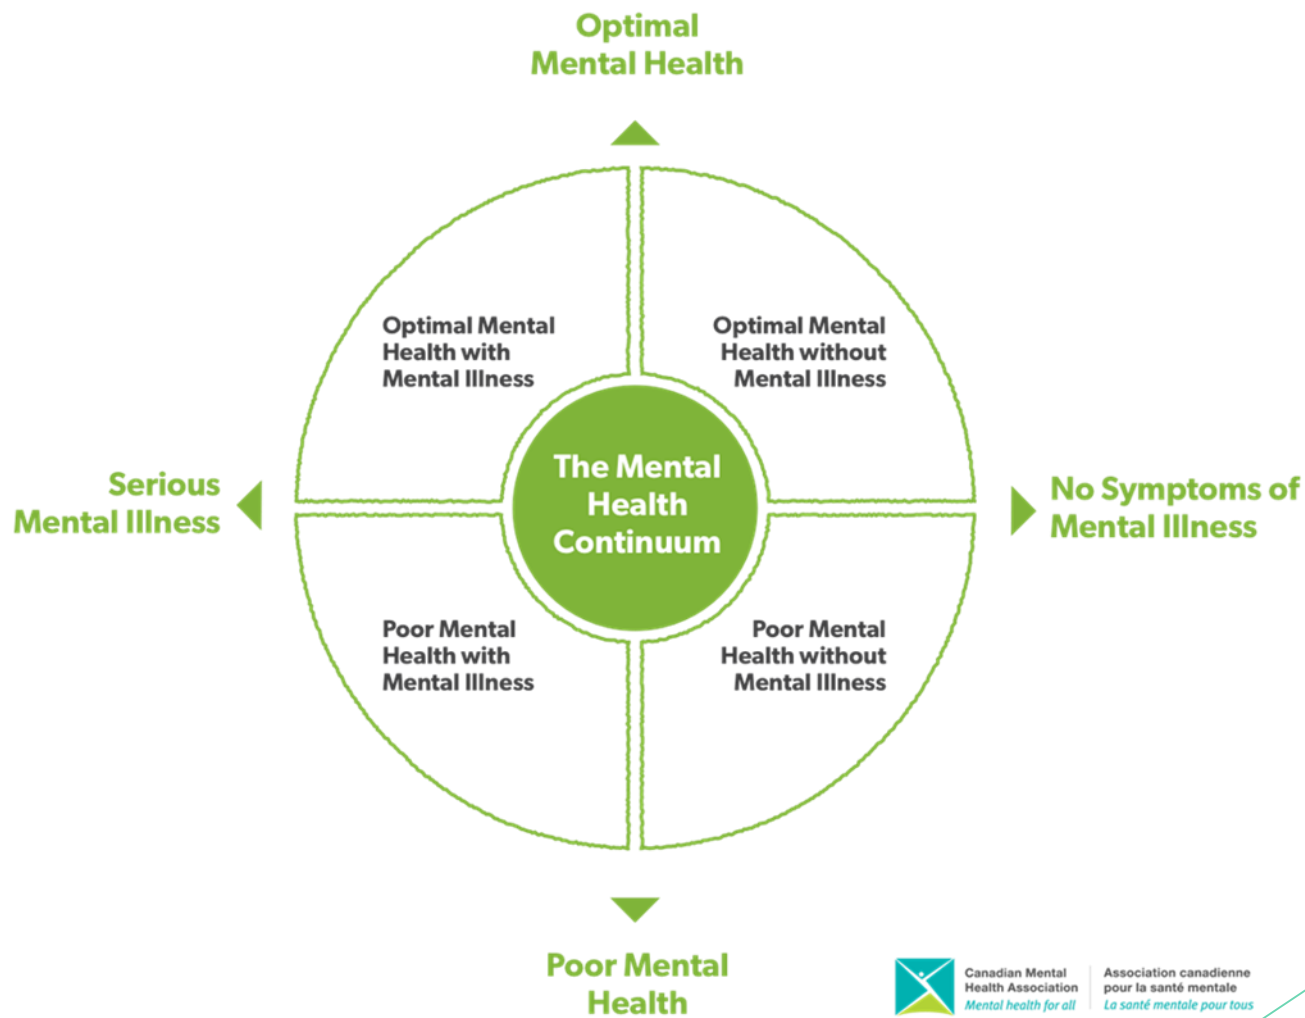 Optimal
Mental Health
Optimal Mental
Health with
Mental Illness
Optimal Mental
Health without
Mental Illness
Serious
Mental Illness
The Mental
Health
Continuum
No Symptoms of
Mental Illness
Poor Mental
Health with
Mental Illness
Poor Mental
Health without
Mental Illness
Poor Mental
Health
Canadian Mental
Health Association
Mental health for all
Association canadienne
pour la santé mentale
La santé mentale pour tous